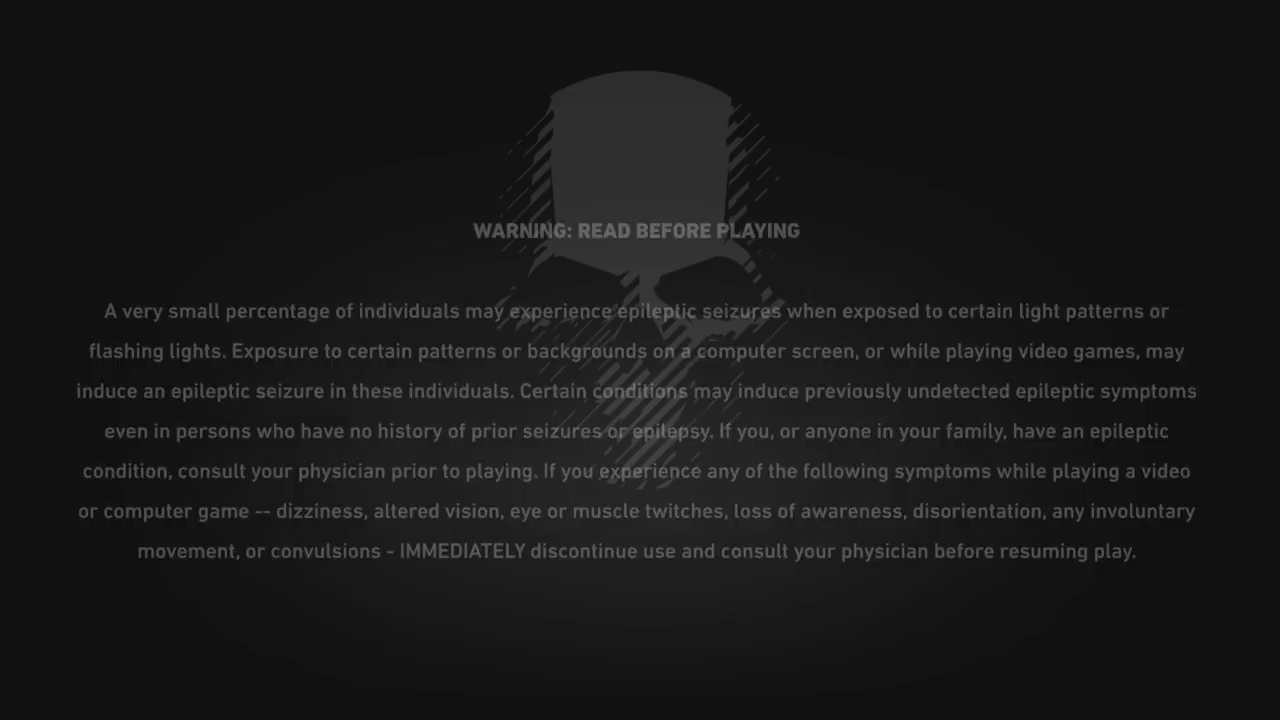 WARNING: READ BEFORE PLAYING
A very small percentage of individuals may experience epileptic seizures when exposed to certain light patterns or
flashing lights. Exposure to certain patterns or backgrounds on a computer screen, or while playing video games, may
induce an epileptic seizure in these individuals. Certain conditions may induce previously undetected epileptic symptoms
even in persons who have no history of prior seizures or epilepsy. If you, or anyone in your family, have an epileptic
condition, consult your physician prior to playing. If you experience any of the following symptoms while playing a video
or computer game -- dizziness, altered vision, eye or muscle twitches, loss of awareness, disorientation, any involuntary
movement, or convulsions - IMMEDIATELY discontinue use and consult your physician before resuming play.